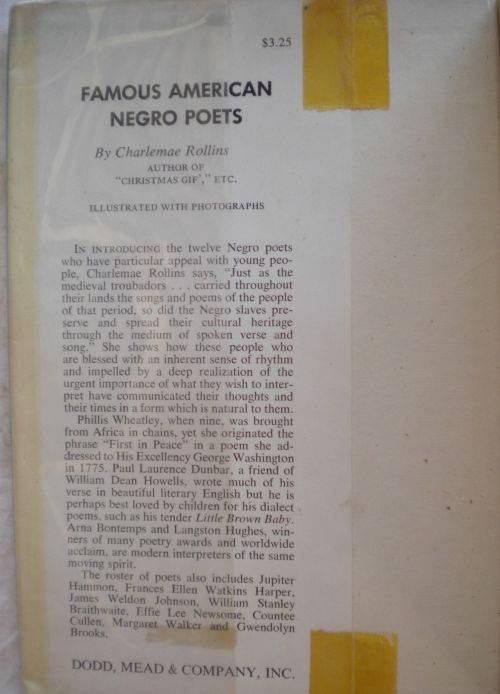 $3.25
FAMOUS AMERICAN
NEGRO POETS
By Charlemae Rollins
AUTHOR OF
"CHRISTMAS GIF'," ETC.
ILLUSTRATED WITH PHOTOGRAPHS
IN INTRODUCING the twelve Negro poets
who have particular appeal with young peo-
ple, Charlemae Rollins says, "Just as the
medieval troubadors . . . carried throughout
their lands the songs and poems of the people
of that period, so did the Negro slaves pre-
serve and spread their cultural heritage
through the medium of spoken verse and
song." She shows how these people who
are blessed with an inherent sense of rhythm
and impelled by a deep realization of the
urgent importance of what they wish to inter-
pret have communicated their thoughts and
their times in a form which is natural to them.
Phillis Wheatley, when nine, was brought
from Africa in chains, yet she originated the
phrase "First in Peace" in a poem she ad-
dressed to His Excellency George Washington
in 1775. Paul Laurence Dunbar, a friend of
William Dean Howells, wrote much of his
verse in beautiful literary English but he is
perhaps best loved by children for his dialect
poems, such as his tender Little Brown Baby.
Arna Bontemps and Langston Hughes, win-
ners of many poetry awards and worldwide
acclaim, are modern interpreters of the same
moving spirit.
The roster of poets also includes Jupiter
Hammon, Frances Ellen Watkins Harper,
James Weldon Johnson, William Stanley
Braithwaite, Effie Lee Newsome, Countee
Cullen, Margaret Walker and Gwendolyn
Brooks.
DODD, MEAD & COMPANY, INC.